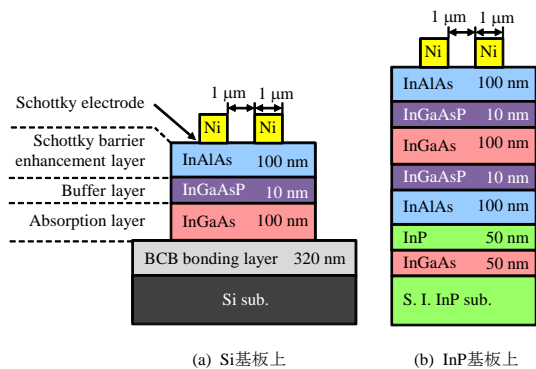 1 μm 1 μm
Ni Ni
Schottky electrode
Schottky barrier
enhancement layer
InAlAs 100 nm
Buffer layer
InGaAsP 10 nm
Absorption layer
InGaAs 100 nm
BCB bonding layer 320 nm
Si sub.
(a) Si基板上
1 μm 1 μm
Ni Ni
InAlAs 100 nm
InGaAsP 10 nm
InGaAs 100 nm
InGaAsP 10 nm
InAlAs 100 nm
InP 50 nm
InGaAs 50 nm
S. I. InP sub.
(b) InP基板上